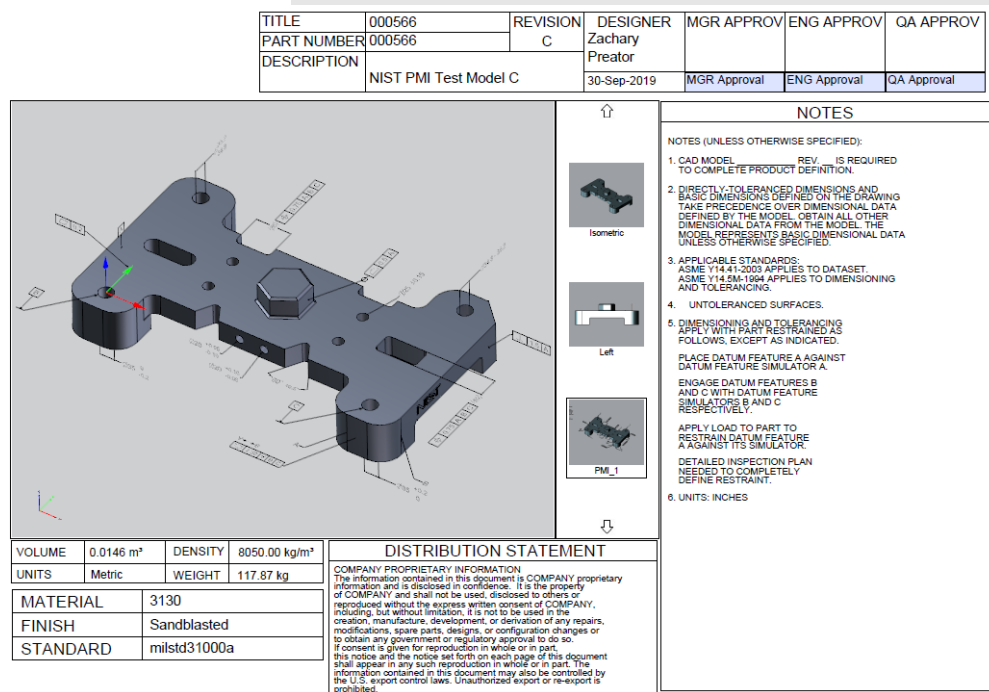 TITLE 000566 REVISION DESIGNER MGR APPROV ENG APPROV QA APPROV
PART NUMBER 000566 C Zachary
Preator
DESCRIPTION
NIST PMI Test Model C
30-Sep-2019 MGR Approval ENG Approval QA Approval
Isometric
Left
PMI_1
NIST
NOTES
NOTES (UNLESS OTHERWISE SPECIFIED):
1. CAD MODEL__________ REV. __ IS REQUIRED
TO COMPLETE PRODUCT DEFINITION.
2. DIRECTLY-TOLERANCED DIMENSIONS AND
BASIC DIMENSIONS DEFINED ON THE DRAWING
TAKE PRECEDENCE OVER DIMENSIONAL DATA
DEFINED BY THE MODEL. OBTAIN ALL OTHER
DIMENSIONAL DATA FROM THE MODEL. THE
MODEL REPRESENTS BASIC DIMENSIONAL DATA
UNLESS OTHERWISE SPECIFIED.
3. APPLICABLE STANDARDS:
ASME Y14.41-2003 APPLIES TO DATASET.
ASME Y14.5M-1994 APPLIES TO DIMENSIONING
AND TOLERANCING.
4. UNTOLERANCED SURFACES.
5. DIMENSIONING AND TOLERANCING
APPLY WITH PART RESTRAINED AS
FOLLOWS, EXCEPT AS INDICATED.
PLACE DATUM FEATURE A AGAINST
DATUM FEATURE SIMULATOR A.
ENGAGE DATUM FEATURES B
AND C WITH DATUM FEATURE
SIMULATORS B AND C
RESPECTIVELY.
APPLY LOAD TO PART TO
RESTRAIN DATUM FEATURE
A AGAINST ITS SIMULATOR.
DETAILED INSPECTION PLAN
NEEDED TO COMPLETELY
DEFINE RESTRAINT.
6. UNITS: INCHES
VOLUME 0.0146 m³ DENSITY 8050.00 kg/m³
UNITS Metric WEIGHT 117.87 kg
MATERIAL 3130
FINISH Sandblasted
STANDARD milstd31000a
DISTRIBUTION STATEMENT
COMPANY PROPRIETARY INFORMATION
The information contained in this document is COMPANY proprietary
information and is disclosed in confidence. It is the property
of COMPANY and shall not be used, disclosed to others or
reproduced without the express written consent of COMPANY,
including, but without limitation, it is not to be used in the
creation, manufacture, development, or derivation of any repairs,
modifications, spare parts, designs, or configuration changes or
to obtain any government or regulatory approval to do so.
If consent is given for reproduction in whole or in part,
this notice and the notice set forth on each page of this document
shall appear in any such reproduction in whole or in part. The
information contained in this document may also be controlled by
the U.S. export control laws. Unauthorized export or re-export is
prohibited.